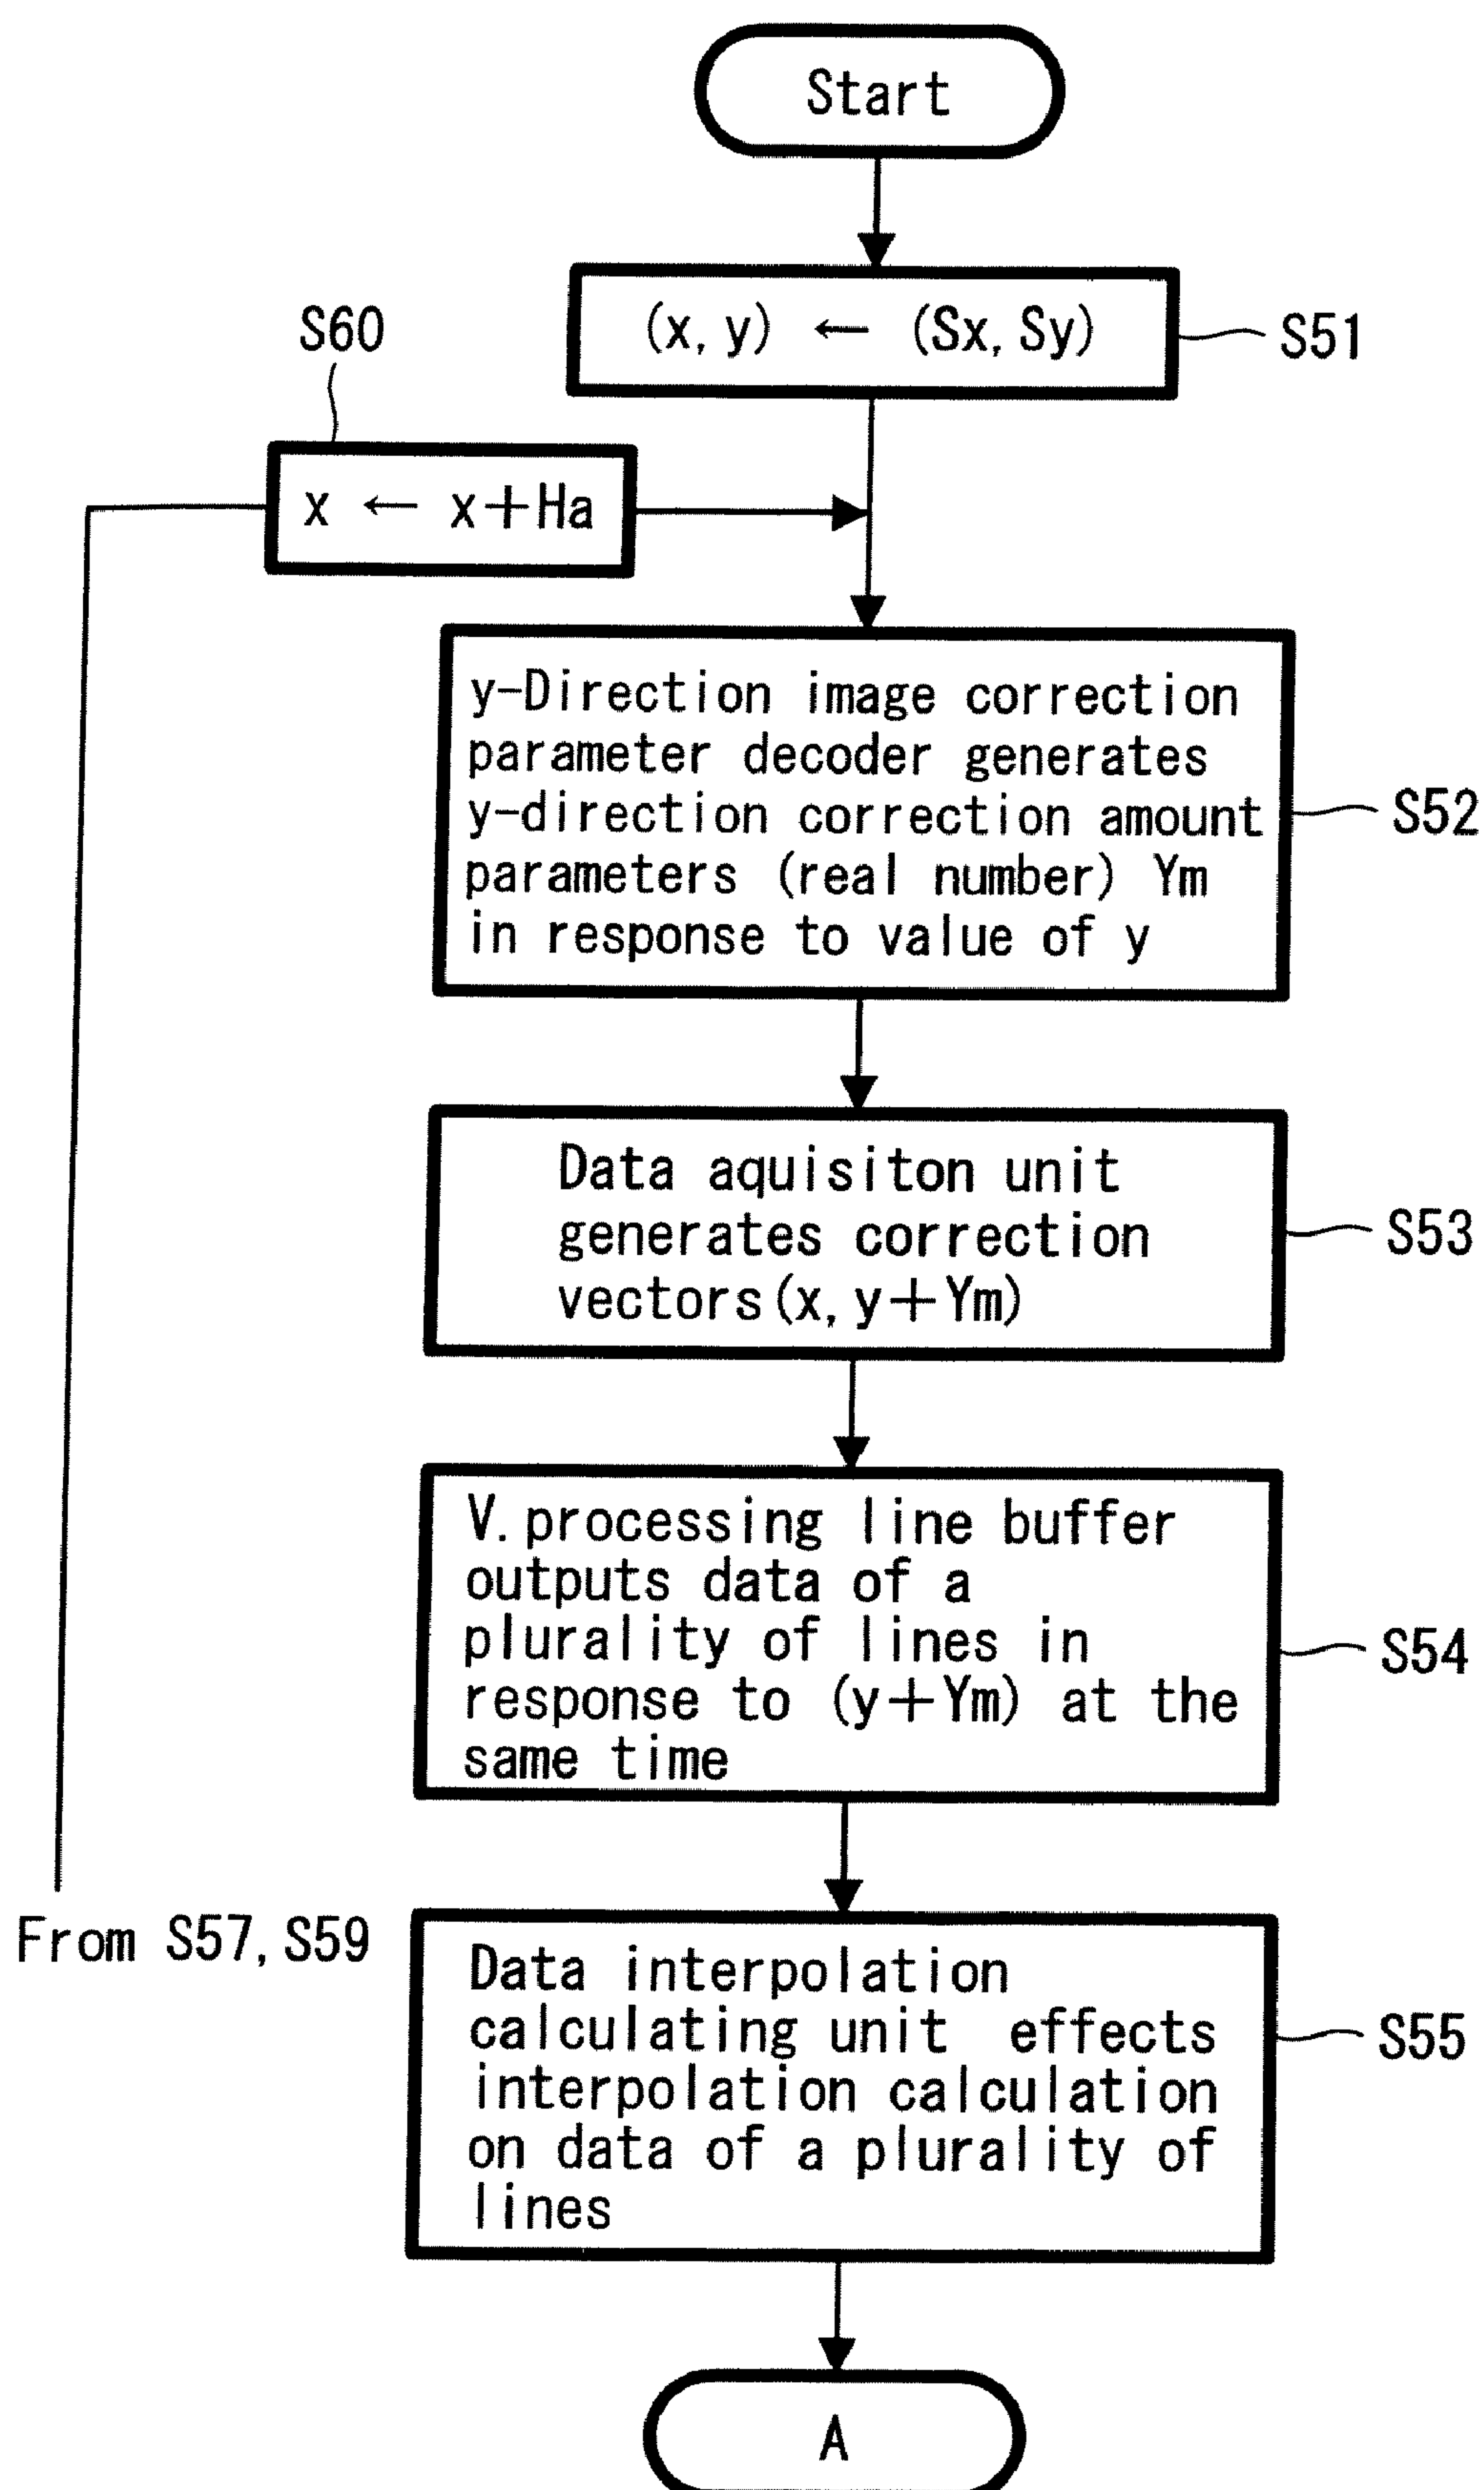 Start
(x, y) ← (Sx, Sy)
S51
S60
x ← x+Ha
y-Direction image correction
parameter decoder generates
y-direction correction amount
parameters (real number) Ym
in response to value of y
S52
Data aquisiton unit
generates correction
vectors(x, y+Ym)
S53
V. processing line buffer
outputs data of a
plurality of lines in
response to (y+Ym) at the
same time
S54
From S57, S59
Data interpolation
calculating unit effects
interpolation calculation
on data of a plurality of
lines
S55
A